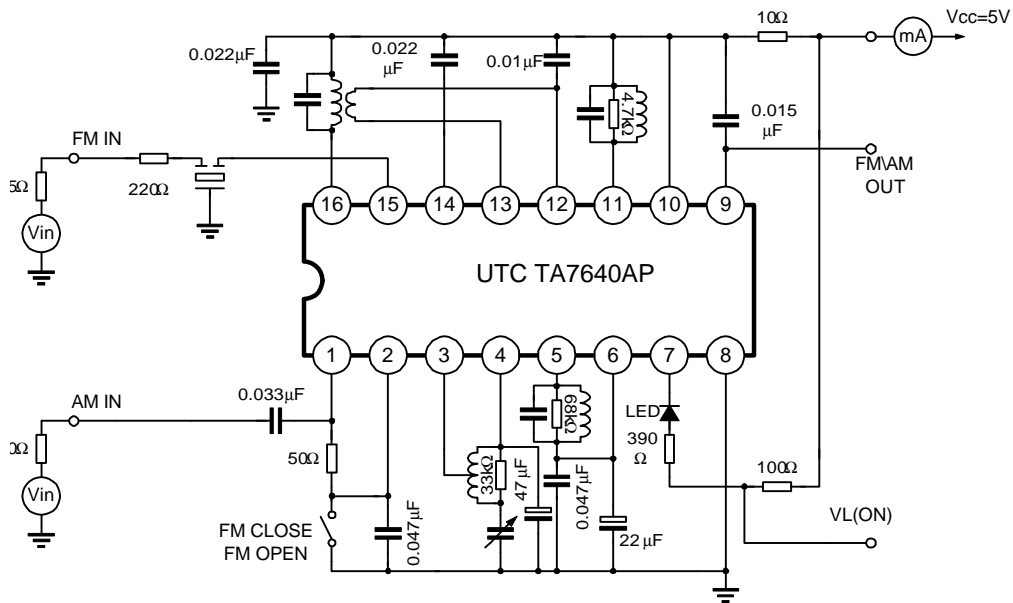 10Ω
Vcc=5V
mA
0.022μF
0.022
μF
0.01μF
4.7kΩ
0.015
μF
FM IN
FM\AM
OUT
220Ω
5Ω
Vin
16
15
14
13
12
11
10
9
UTC TA7640AP
1
2
3
4
5
6
7
8
0.033μF
AM IN
LED
68kΩ
390
Ω
0Ω
50Ω
33kΩ
47μF
0.047μF
100Ω
Vin
FM CLOSE
FM OPEN
0.047μF
22μF
VL(ON)